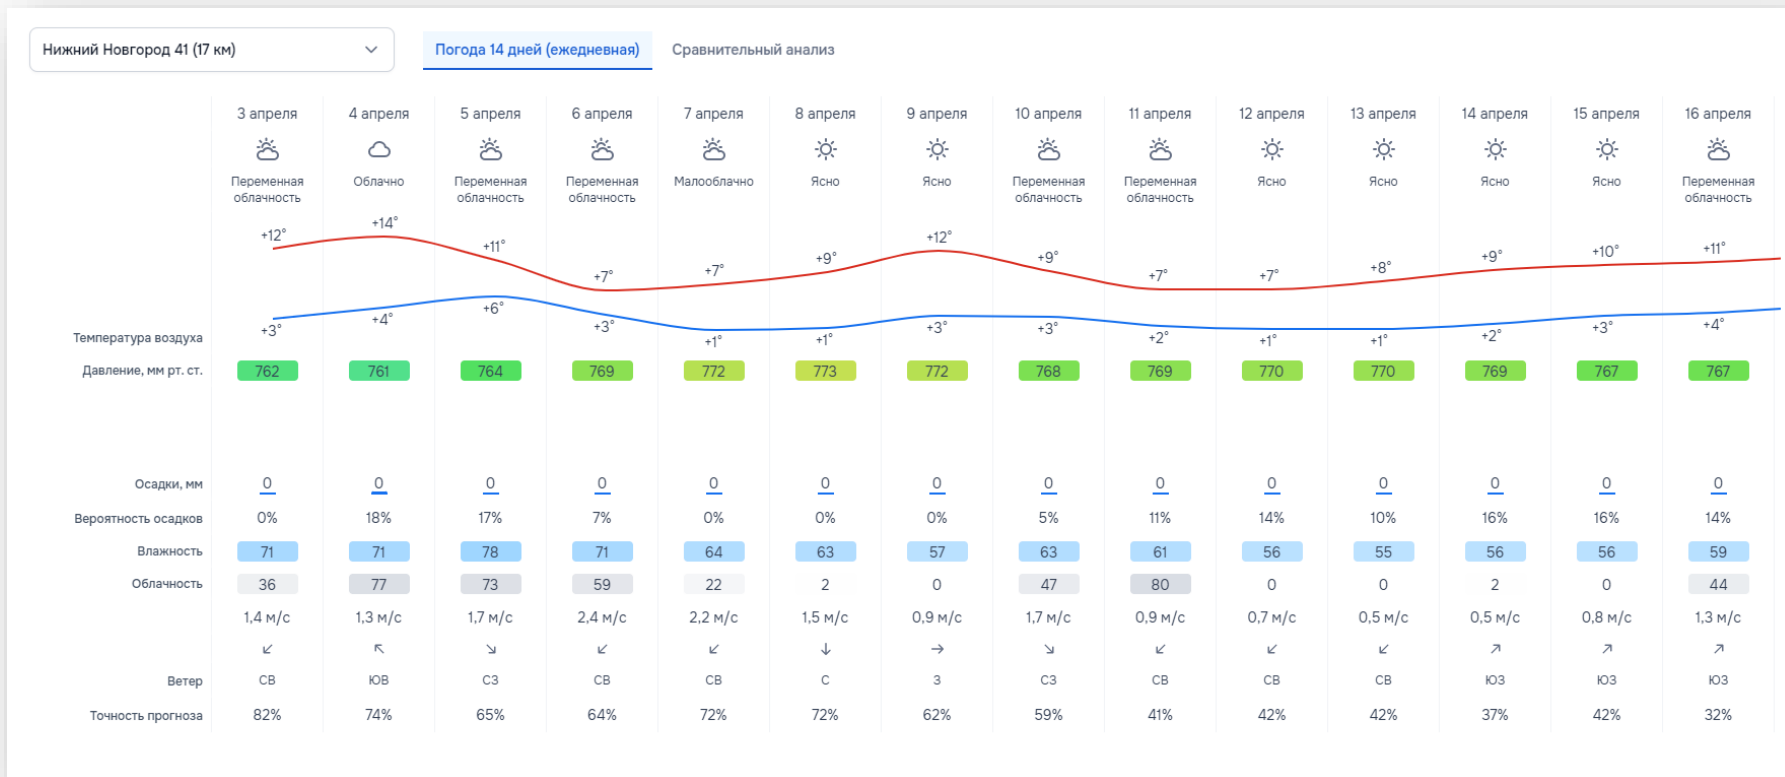 Нижний Новгород 41 (17 км)
Погода 14 дней (ежедневная)
Сравнительный анализ
3 апреля 4 апреля 5 апреля 6 апреля 7 апреля 8 апреля 9 апреля 10 апреля 11 апреля 12 апреля 13 апреля 14 апреля 15 апреля 16 апреля
Переменная облачность Облачно Переменная облачность Переменная облачность Малооблачно Ясно Ясно Переменная облачность Переменная облачность Ясно Ясно Ясно Ясно Переменная облачность
+12° +14° +11° +7° +7° +9° +12° +9° +7° +7° +8° +9° +10° +11°
+3° +4° +6° +3° +1° +1° +3° +3° +2° +1° +1° +2° +3° +4°
Температура воздуха
Давление, мм рт. ст. 762 761 764 769 772 773 772 768 769 770 770 769 767 767
Осадки, мм 0 0 0 0 0 0 0 0 0 0 0 0 0 0
Вероятность осадков 0% 18% 17% 7% 0% 0% 0% 5% 11% 14% 10% 16% 16% 14%
Влажность 71 71 78 71 64 63 57 63 61 56 55 56 56 59
Облачность 36 77 73 59 22 2 0 47 80 0 0 2 0 44
1,4 м/с 1,3 м/с 1,7 м/с 2,4 м/с 2,2 м/с 1,5 м/с 0,9 м/с 1,7 м/с 0,9 м/с 0,7 м/с 0,5 м/с 0,5 м/с 0,8 м/с 1,3 м/с
↙ ↖ ↘ ↙ ↙ ↓ → ↘ ↙ ↙ ↙ ↗ ↗ ↗
Ветер СВ ЮВ СЗ СВ СВ С З СЗ СВ СВ СВ ЮЗ ЮЗ ЮЗ
Точность прогноза 82% 74% 65% 64% 72% 72% 62% 59% 41% 42% 42% 37% 42% 32%